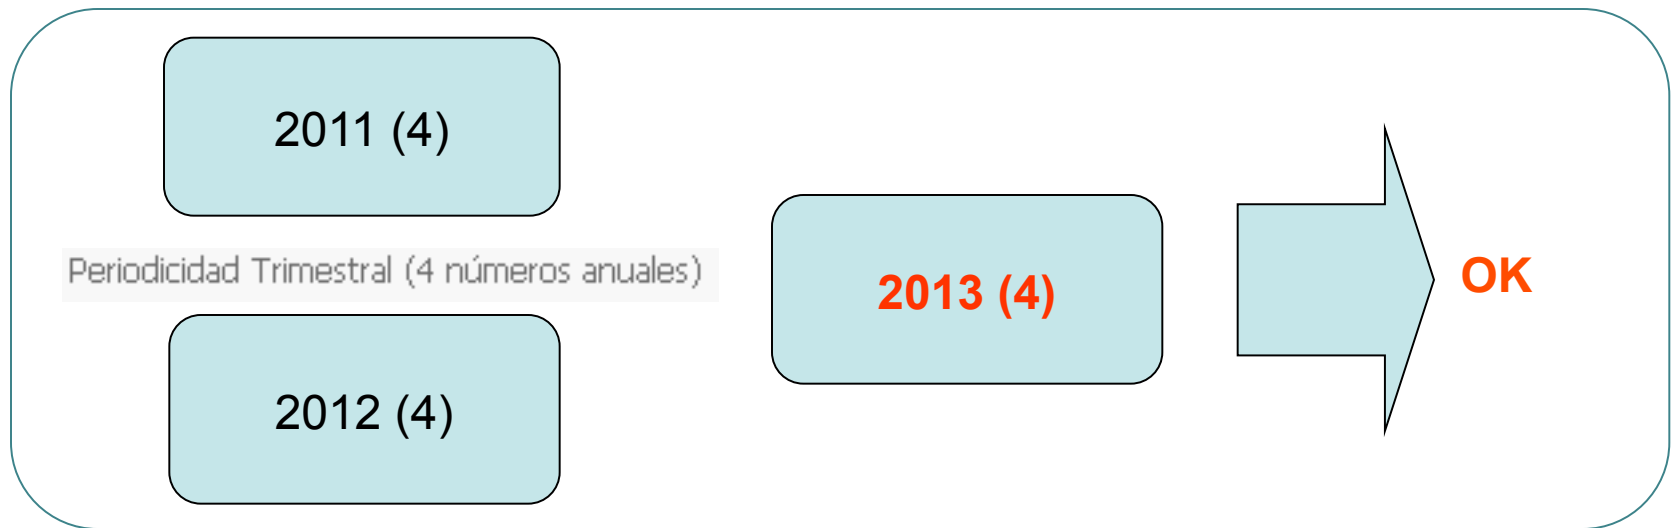 2011 (4)
Periodicidad Trimestral (4 números anuales)
2012 (4)
2013 (4)
OK